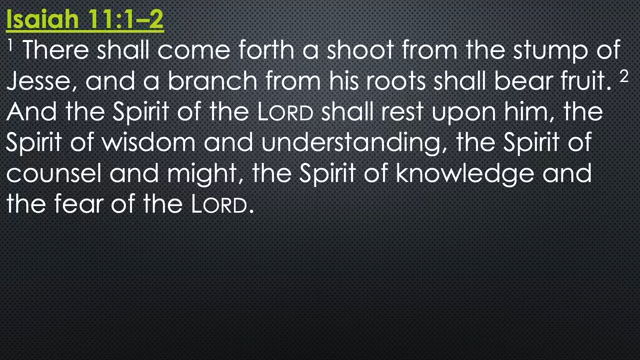 Isaiah 11:1–2
1 There shall come forth a shoot from the stump of
Jesse, and a branch from his roots shall bear fruit. 2
And the Spirit of the LORD shall rest upon him, the
Spirit of wisdom and understanding, the Spirit of
counsel and might, the Spirit of knowledge and
the fear of the LORD.